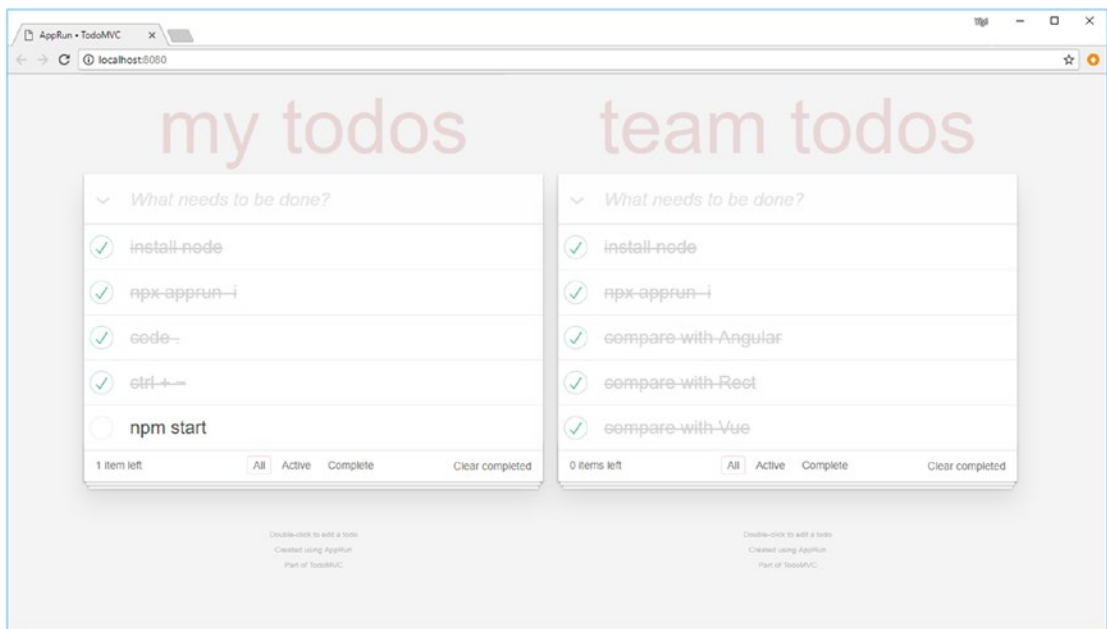 AppRun • TodoMVC
localhost:8080
my todos
What needs to be done?
install node
npx apprun -i
code .
ctrl + ~
npm start
1 item left All Active Complete Clear completed
Double-click to edit a todo
Created using AppRun
Part of TodoMVC
team todos
What needs to be done?
install node
npx apprun -i
compare with Angular
compare with Rect
compare with Vue
0 items left All Active Complete Clear completed
Double-click to edit a todo
Created using AppRun
Part of TodoMVC